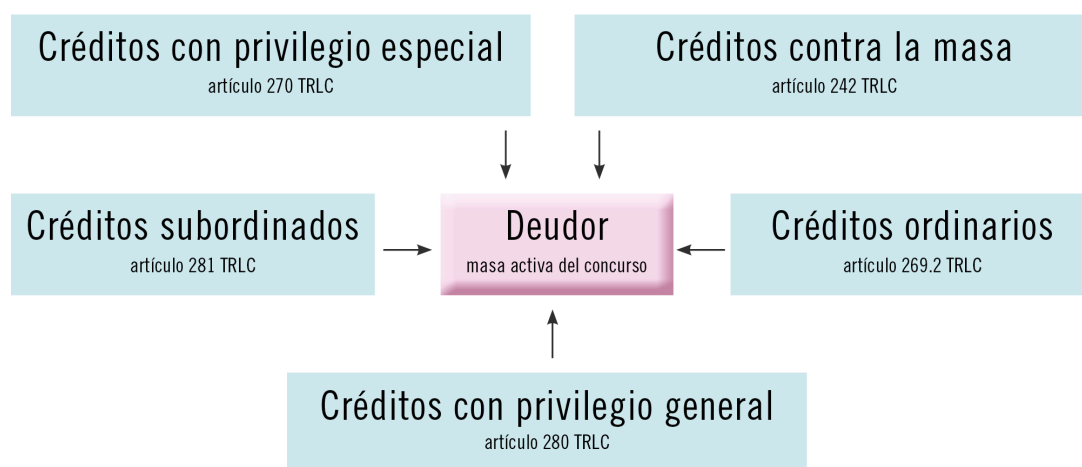 Créditos con privilegio especial
artículo 270 TRLC
Créditos contra la masa
artículo 242 TRLC
Créditos subordinados
artículo 281 TRLC
Deudor
masa activa del concurso
Créditos ordinarios
artículo 269.2 TRLC
Créditos con privilegio general
artículo 280 TRLC